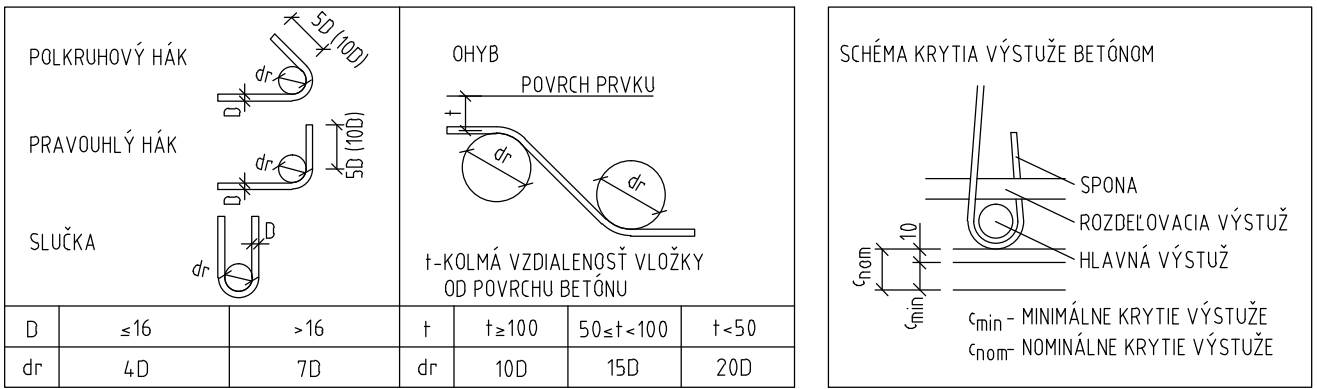 POLKRUHOVÝ HÁK
5D (10D)
dr
D
PRAVOUHLÝ HÁK
5D (10D)
dr
D
SLUČKA
D
dr
OHYB
POVRCH PRVKU
t
dr
dr
t-KOLMÁ VZDIALENOSŤ VLOŽKY
OD POVRCHU BETÓNU
D ≤16 >16 t t≥100 50≤t<100 t<50
dr 4D 7D dr 10D 15D 20D
SCHÉMA KRYTIA VÝSTUŽE BETÓNOM
SPONA
ROZDEĽOVACIA VÝSTUŽ
HLAVNÁ VÝSTUŽ
10
cnom
cmin
cmin - MINIMÁLNE KRYTIE VÝSTUŽE
cnom- NOMINÁLNE KRYTIE VÝSTUŽE